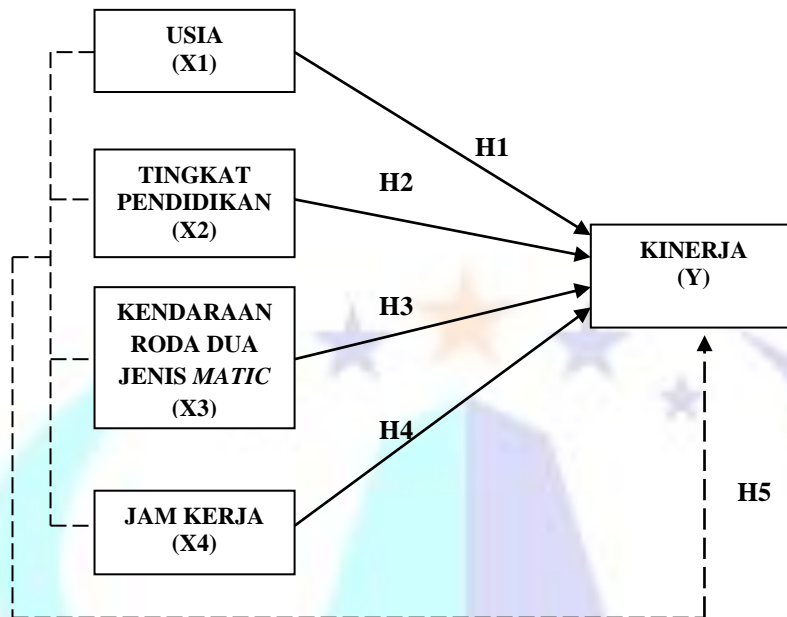 USIA
(X1)
H1
TINGKAT
PENDIDIKAN
(X2)
H2
KINERJA
(Y)
KENDARAAN
RODA DUA
JENIS MATIC
(X3)
H3
H4
JAM KERJA
(X4)
H5